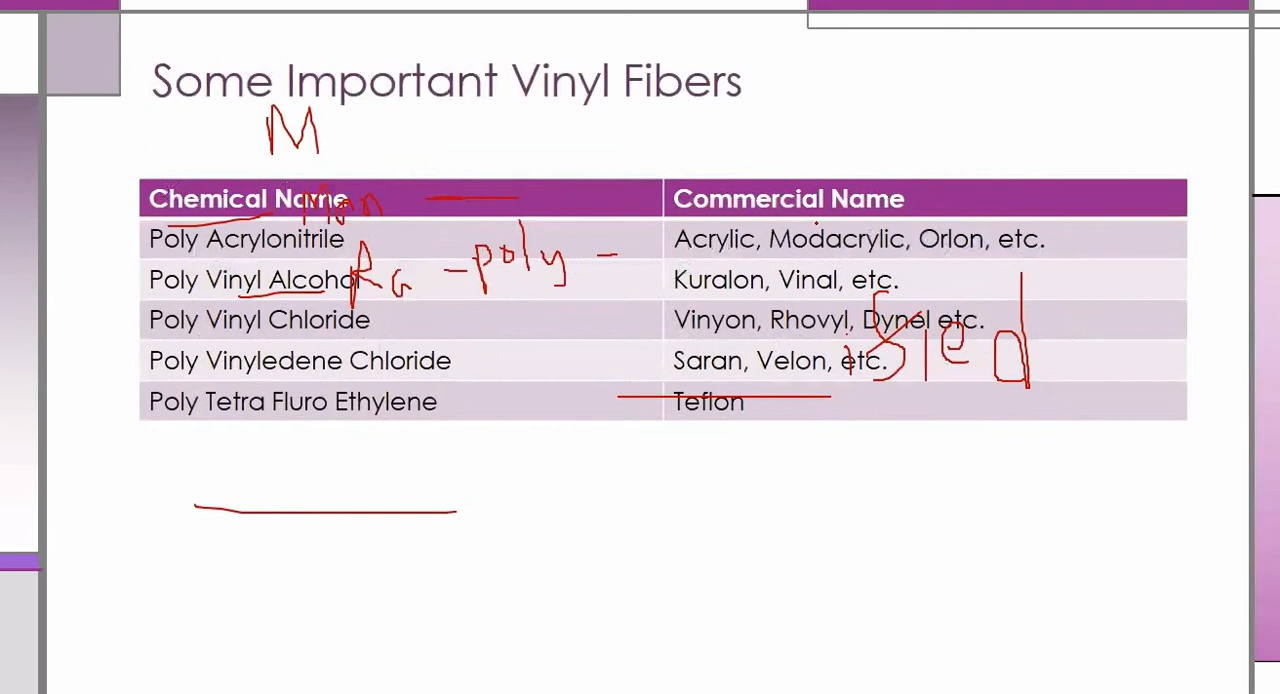 Some Important Vinyl Fibers
M
Chemical Name Commercial Name
Man
Poly Acrylonitrile Acrylic, Modacrylic, Orlon, etc.
Poly Vinyl Alcohol Kuralon, Vinal, etc.
- poly -
Poly Vinyl Chloride Vinyon, Rhovyl, Dynel etc.
Poly Vinyledene Chloride Saran, Velon, etc.
Poly Tetra Fluro Ethylene Teflon